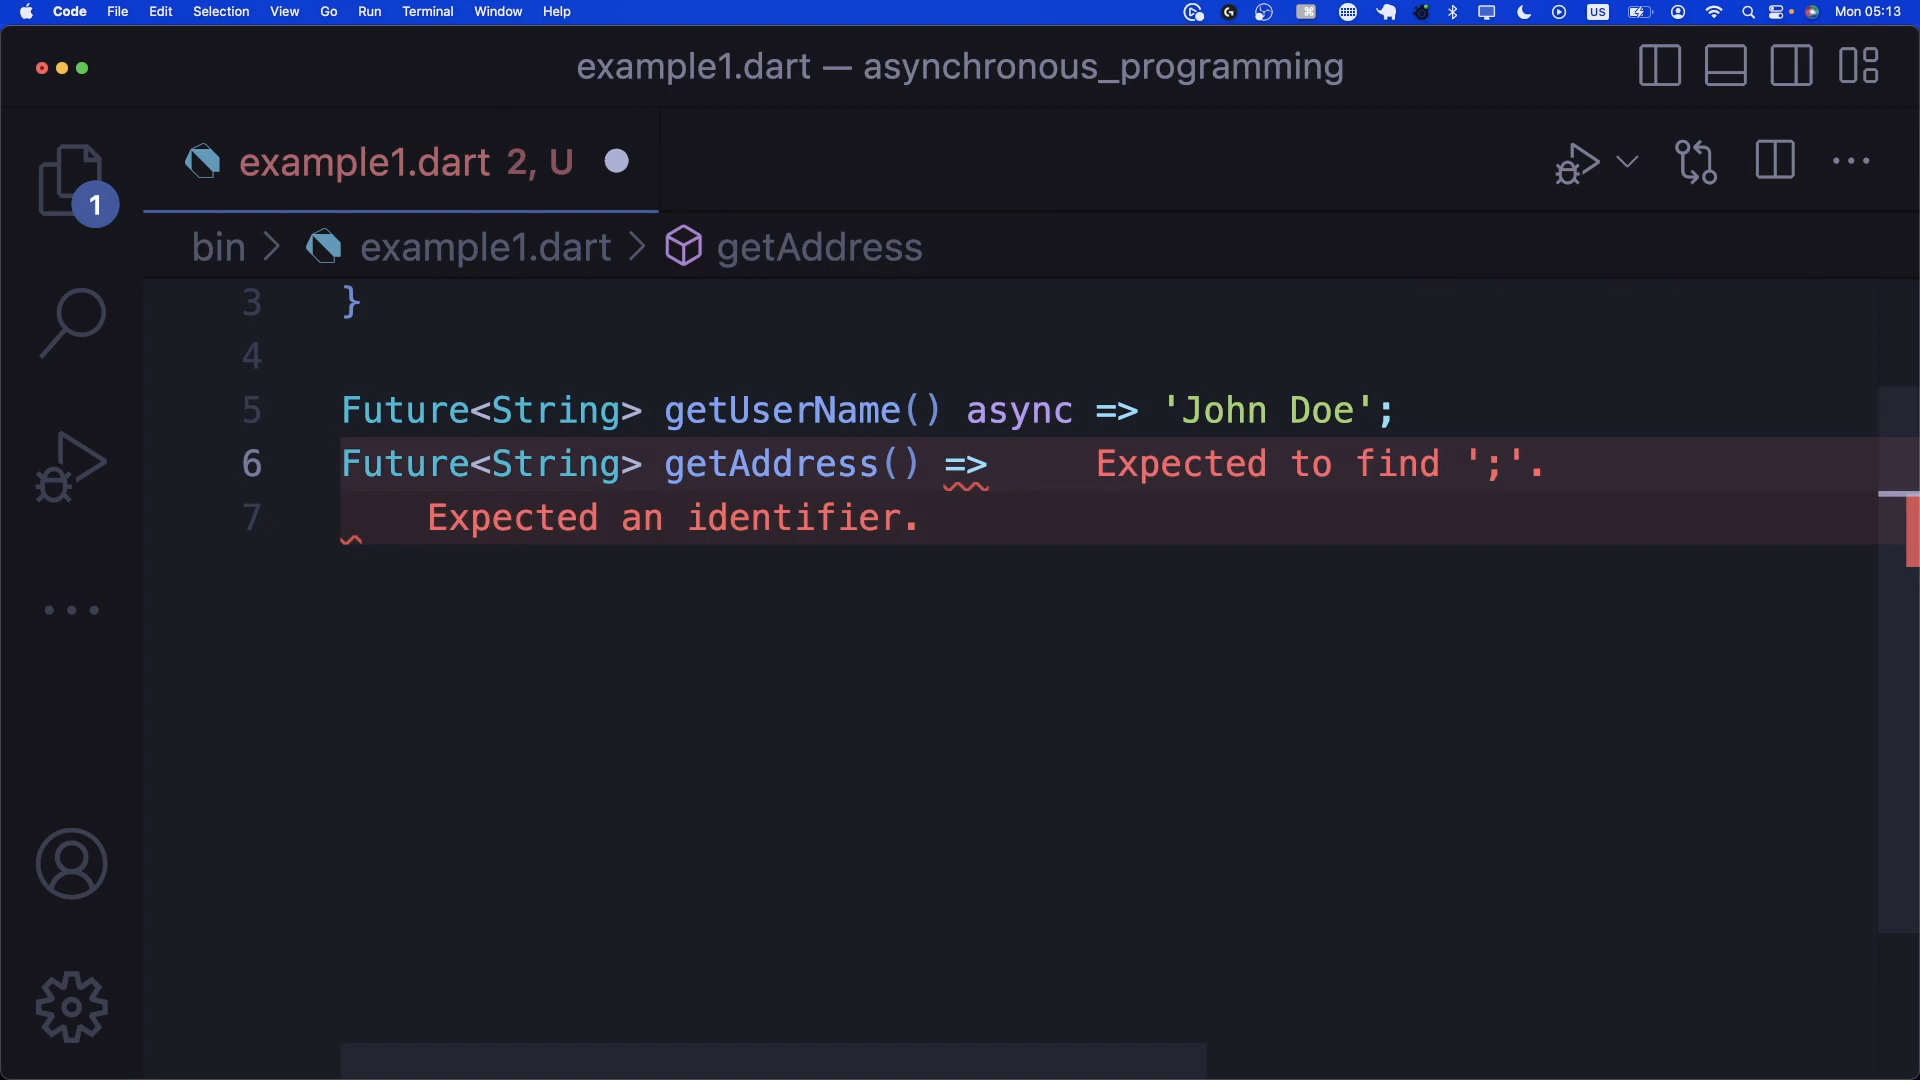 Code File Edit Selection View Go Run Terminal Window Help US Mon 05:13
example1.dart — asynchronous_programming
example1.dart 2, U
1
bin > example1.dart > getAddress
3 }
4
5 Future<String> getUserName() async => 'John Doe';
6 Future<String> getAddress() => Expected to find ';'.
7 Expected an identifier.